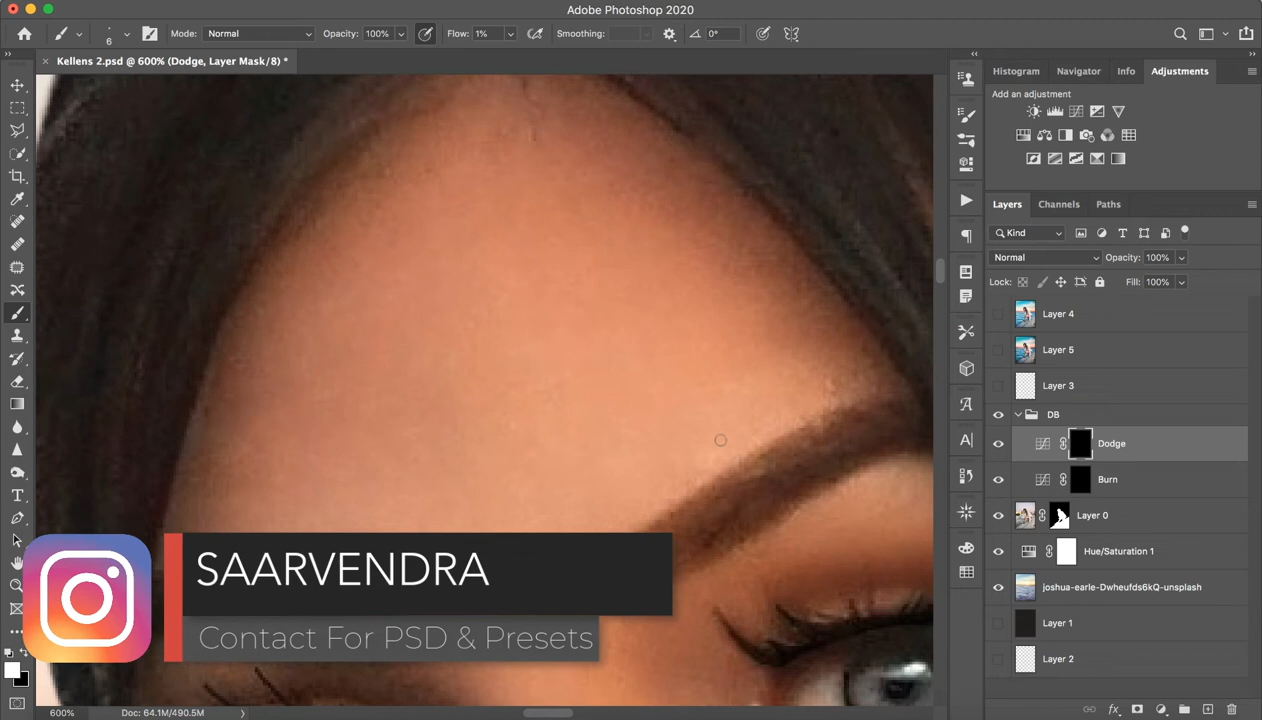 Adobe Photoshop 2020
6
Mode: Normal
Opacity: 100%
Flow: 1%
Smoothing:
0°
Kellens 2.psd @ 600% (Dodge, Layer Mask/8) *
Histogram
Navigator
Info
Adjustments
Add an adjustment
Layers
Channels
Paths
Kind
Normal
Opacity: 100%
Lock:
Fill: 100%
Layer 4
Layer 5
Layer 3
DB
Dodge
Burn
Layer 0
Hue/Saturation 1
joshua-earle-Dwheufds6kQ-unsplash
Layer 1
Layer 2
SAARVENDRA
Contact For PSD & Presets
600%
Doc: 64.1M/490.5M